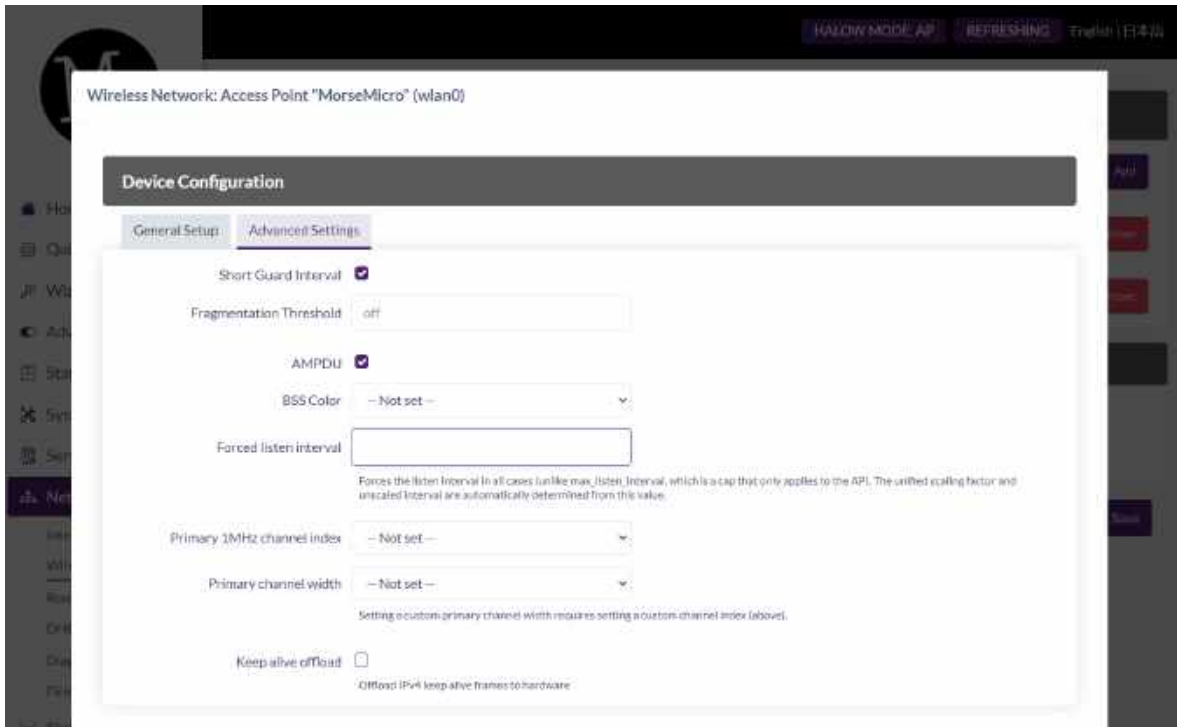 HALOW MODE: AP
REFRESHING
English | 日本語
Wireless Network: Access Point "MorseMicro" (wlan0)
Device Configuration
Add
General Setup
Advanced Settings
Short Guard Interval
Fragmentation Threshold
off
AMPDU
BSS Color
-- Not set --
Forced listen interval
Forces the listen interval in all cases (unlike max_listen_interval, which is a cap that only applies to the AP). The unified scaling factor and
unscaled interval are automatically determined from this value.
Primary 1MHz channel index
-- Not set --
Save
Primary channel width
-- Not set --
Setting a custom primary channel width requires setting a custom channel index (above).
Keep alive offload
Offload IPv4 keep alive frames to hardware